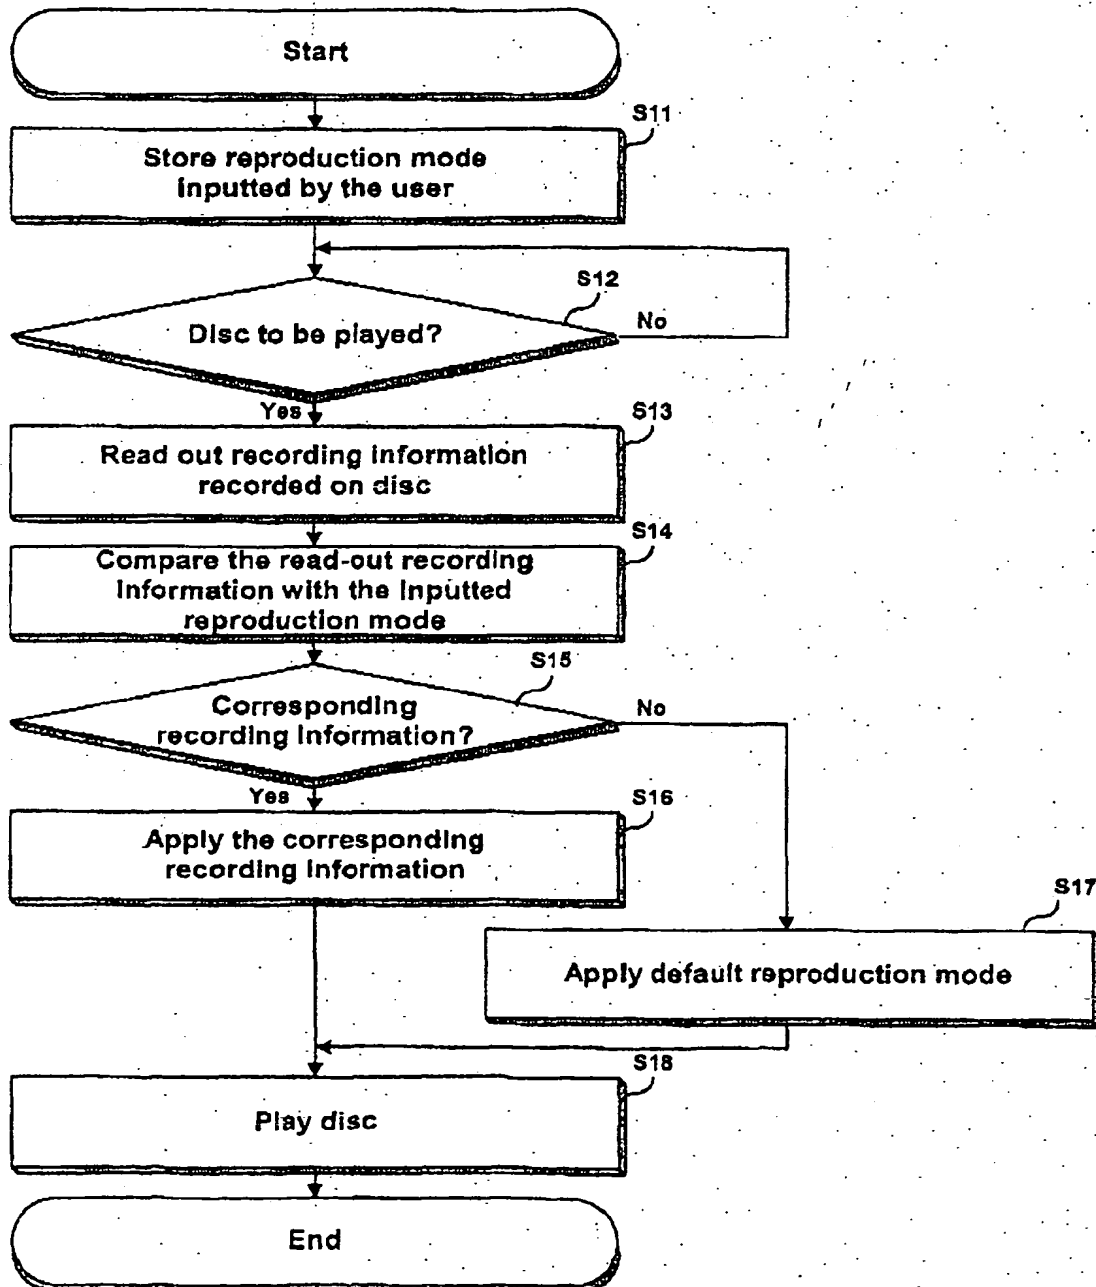 Start
S11
Store reproduction mode
inputted by the user
S12
Disc to be played?
No
Yes
S13
Read out recording information
recorded on disc
S14
Compare the read-out recording
information with the inputted
reproduction mode
S15
Corresponding
recording information?
No
Yes
S16
Apply the corresponding
recording information
S17
Apply default reproduction mode
S18
Play disc
End